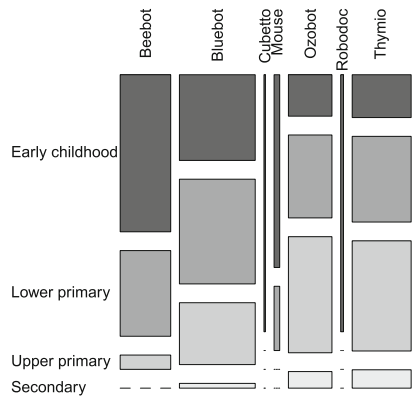 Beebot
Bluebot
Cubetto
Mouse
Ozobot
Robodoc
Thymio
Early childhood
Lower primary
Upper primary
Secondary